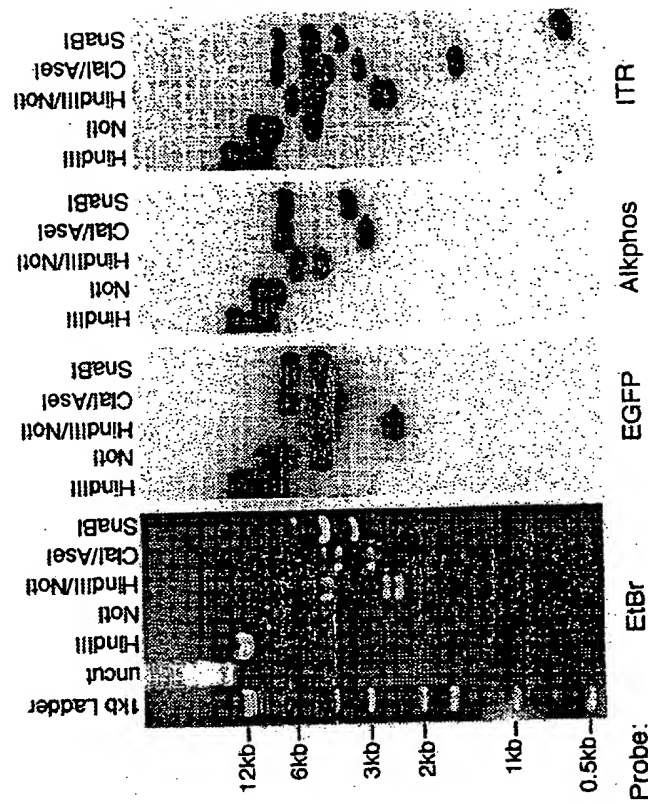 1kb Ladder
uncut
HindIII
NotI
HindIII/NotI
ClaI/AseI
SnaBI
HindIII
NotI
HindIII/NotI
ClaI/AseI
SnaBI
HindIII
NotI
HindIII/NotI
ClaI/AseI
SnaBI
HindIII
NotI
HindIII/NotI
ClaI/AseI
SnaBI
12kb
6kb
3kb
2kb
1kb
0.5kb
Probe:
EtBr
EGFP
Alkphos
ITR